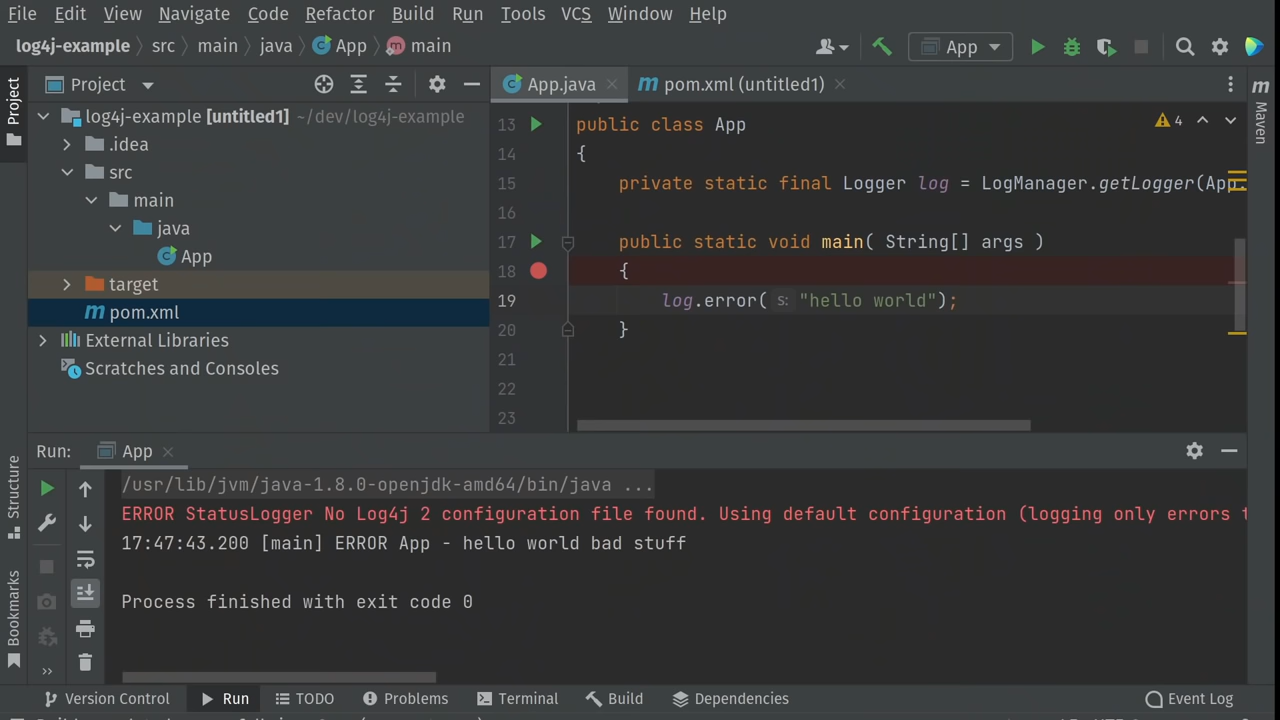 File Edit View Navigate Code Refactor Build Run Tools VCS Window Help
log4j-example src main java App main App
Project
App.java pom.xml (untitled1)
Project
log4j-example [untitled1] ~/dev/log4j-example
.idea
src
main
java
App
target
pom.xml
External Libraries
Scratches and Consoles
13 public class App
14 {
15 private static final Logger log = LogManager.getLogger(App.
16
17 public static void main( String[] args )
18 {
19 log.error( s: "hello world");
20 }
21
22
23
4
Maven
Run: App
/usr/lib/jvm/java-1.8.0-openjdk-amd64/bin/java ...
ERROR StatusLogger No Log4j 2 configuration file found. Using default configuration (logging only errors
17:47:43.200 [main] ERROR App - hello world bad stuff
Process finished with exit code 0
Structure
Bookmarks
Version Control Run TODO Problems Terminal Build Dependencies Event Log